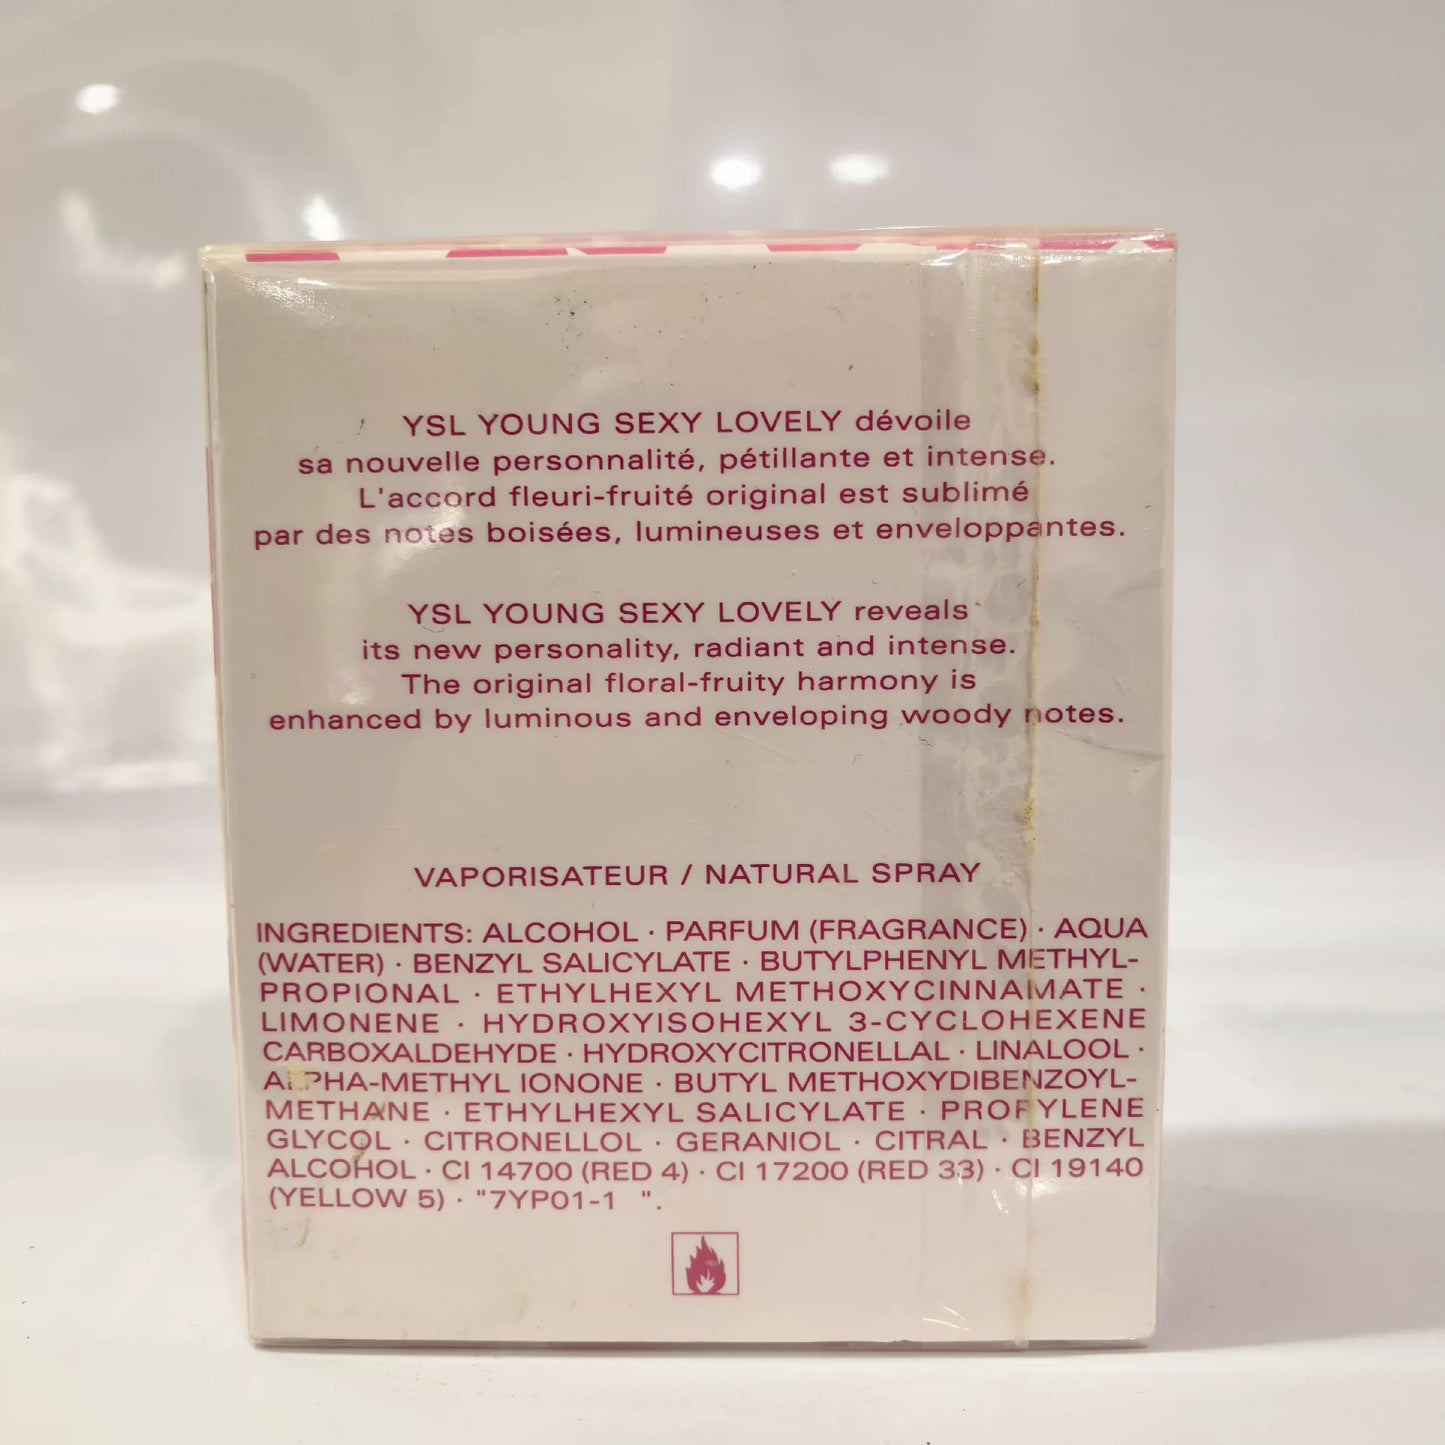 YSL YOUNG SEXY LOVELY dévoile
sa nouvelle personnalité, pétillante et intense.
L'accord fleuri-fruité original est sublimé
par des notes boisées, lumineuses et enveloppantes.
YSL YOUNG SEXY LOVELY reveals
its new personality, radiant and intense.
The original floral-fruity harmony is
enhanced by luminous and enveloping woody notes.
VAPORISATEUR / NATURAL SPRAY
INGREDIENTS: ALCOHOL · PARFUM (FRAGRANCE) · AQUA
(WATER) · BENZYL SALICYLATE · BUTYLPHENYL METHYL-
PROPIONAL · ETHYLHEXYL METHOXYCINNAMATE ·
LIMONENE · HYDROXYISOHEXYL 3-CYCLOHEXENE
CARBOXALDEHYDE · HYDROXYCITRONELLAL · LINALOOL ·
ALPHA-METHYL IONONE · BUTYL METHOXYDIBENZOYL-
METHANE · ETHYLHEXYL SALICYLATE · PROPYLENE
GLYCOL · CITRONELLOL · GERANIOL · CITRAL · BENZYL
ALCOHOL · CI 14700 (RED 4) · CI 17200 (RED 33) · CI 19140
(YELLOW 5) · "7YP01-1 ".